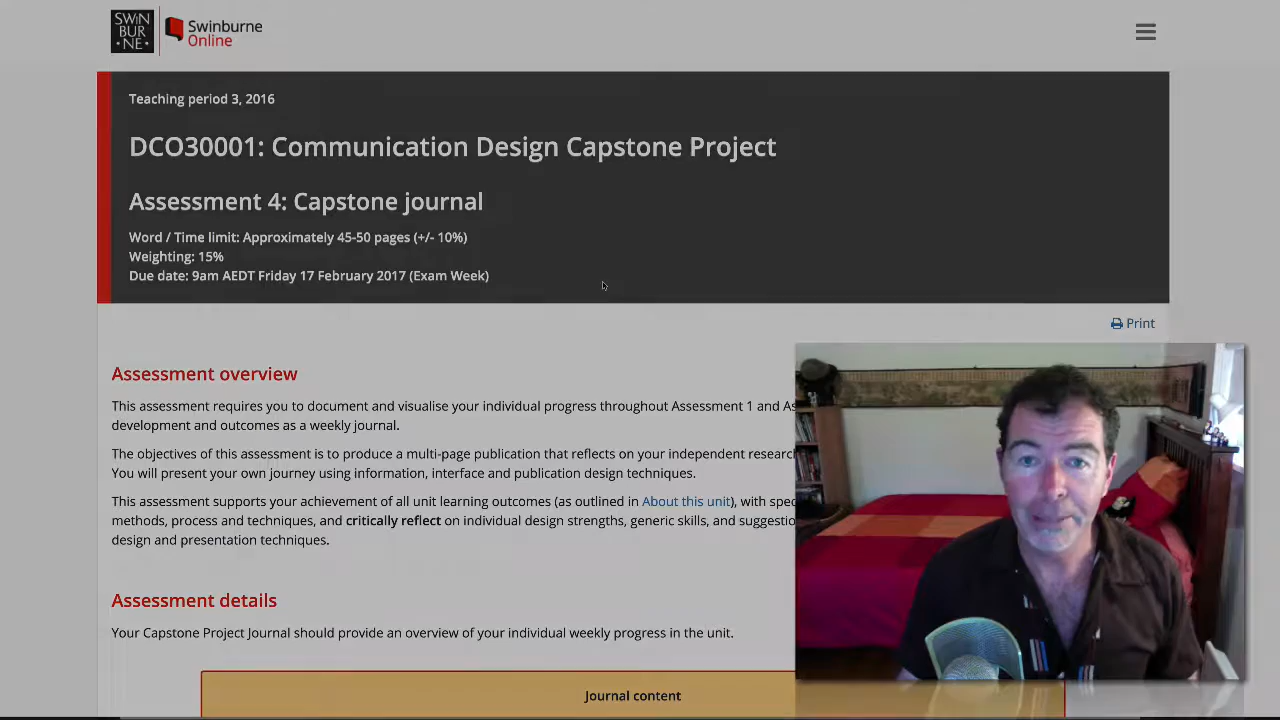 SWIN
BUR
NE
Swinburne
Online
Teaching period 3, 2016
DCO30001: Communication Design Capstone Project
Assessment 4: Capstone journal
Word / Time limit: Approximately 45-50 pages (+/- 10%)
Weighting: 15%
Due date: 9am AEDT Friday 17 February 2017 (Exam Week)
Print
Assessment overview
This assessment requires you to document and visualise your individual progress throughout Assessment 1 and
development and outcomes as a weekly journal.
The objectives of this assessment is to produce a multi-page publication that reflects on your independent
You will present your own journey using information, interface and publication design techniques.
This assessment supports your achievement of all unit learning outcomes (as outlined in About this unit), with
methods, process and techniques, and critically reflect on individual design strengths, generic skills, and
design and presentation techniques.
Assessment details
Your Capstone Project Journal should provide an overview of your individual weekly progress in the unit.
Journal content